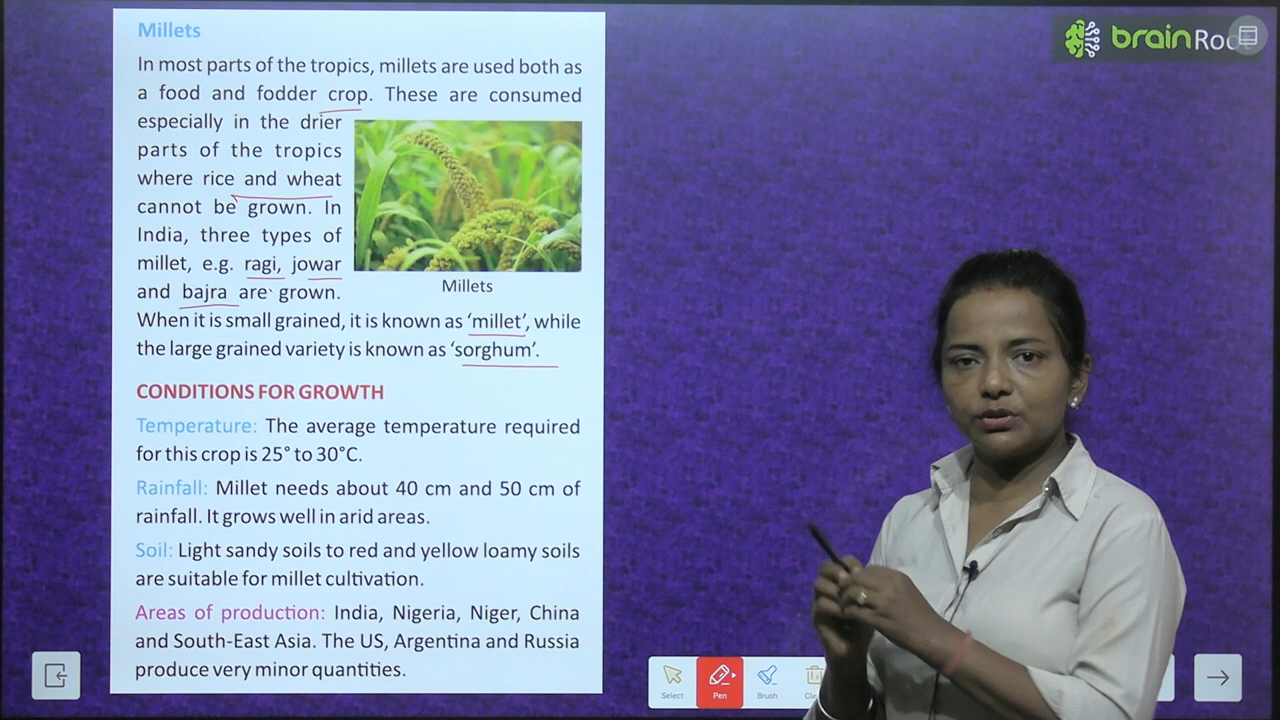 Millets
In most parts of the tropics, millets are used both as
a food and fodder crop. These are consumed
especially in the drier
parts of the tropics
where rice and wheat
cannot be grown. In
India, three types of
millet, e.g. ragi, jowar
and bajra are grown.
Millets
When it is small grained, it is known as ‘millet’, while
the large grained variety is known as ‘sorghum’.
CONDITIONS FOR GROWTH
Temperature: The average temperature required
for this crop is 25° to 30°C.
Rainfall: Millet needs about 40 cm and 50 cm of
rainfall. It grows well in arid areas.
Soil: Light sandy soils to red and yellow loamy soils
are suitable for millet cultivation.
Areas of production: India, Nigeria, Niger, China
and South-East Asia. The US, Argentina and Russia
produce very minor quantities.
brain
Select Pen Brush